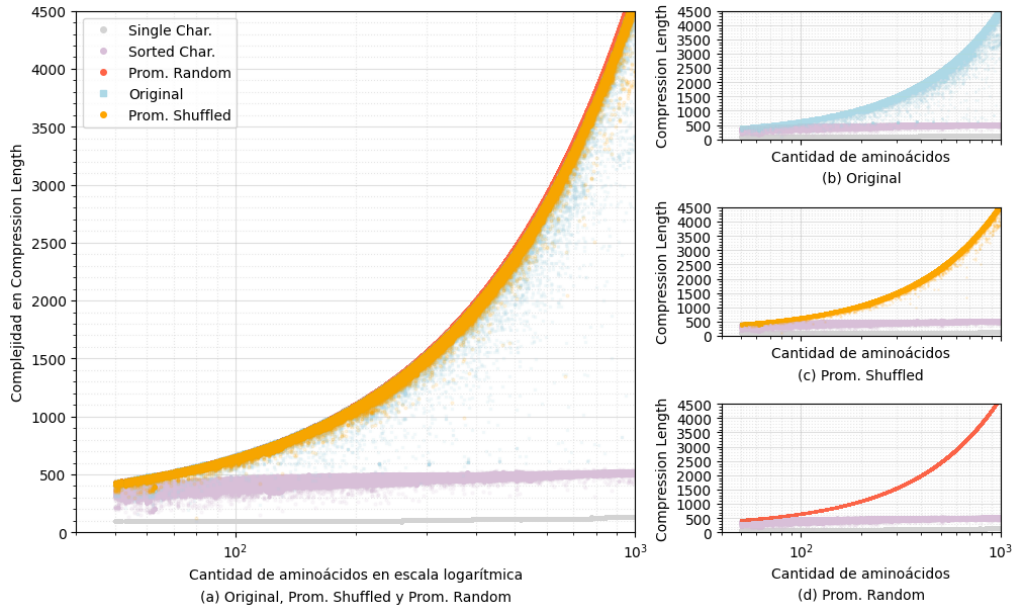 4500
4000
3500
3000
2500
2000
1500
1000
500
0
Complejidad en Compression Length
Single Char.
Sorted Char.
Prom. Random
Original
Prom. Shuffled
10²
10³
Cantidad de aminoácidos en escala logarítmica
(a) Original, Prom. Shuffled y Prom. Random
4500
4000
3500
3000
2500
1500
1000
500
0
Compression Length
10²
10³
Cantidad de aminoácidos
(b) Original
4500
4000
3500
3000
2500
1500
1000
500
0
Compression Length
10²
10³
Cantidad de aminoácidos
(c) Prom. Shuffled
4500
4000
3500
3000
2500
1500
1000
500
0
Compression Length
10²
10³
Cantidad de aminoácidos
(d) Prom. Random